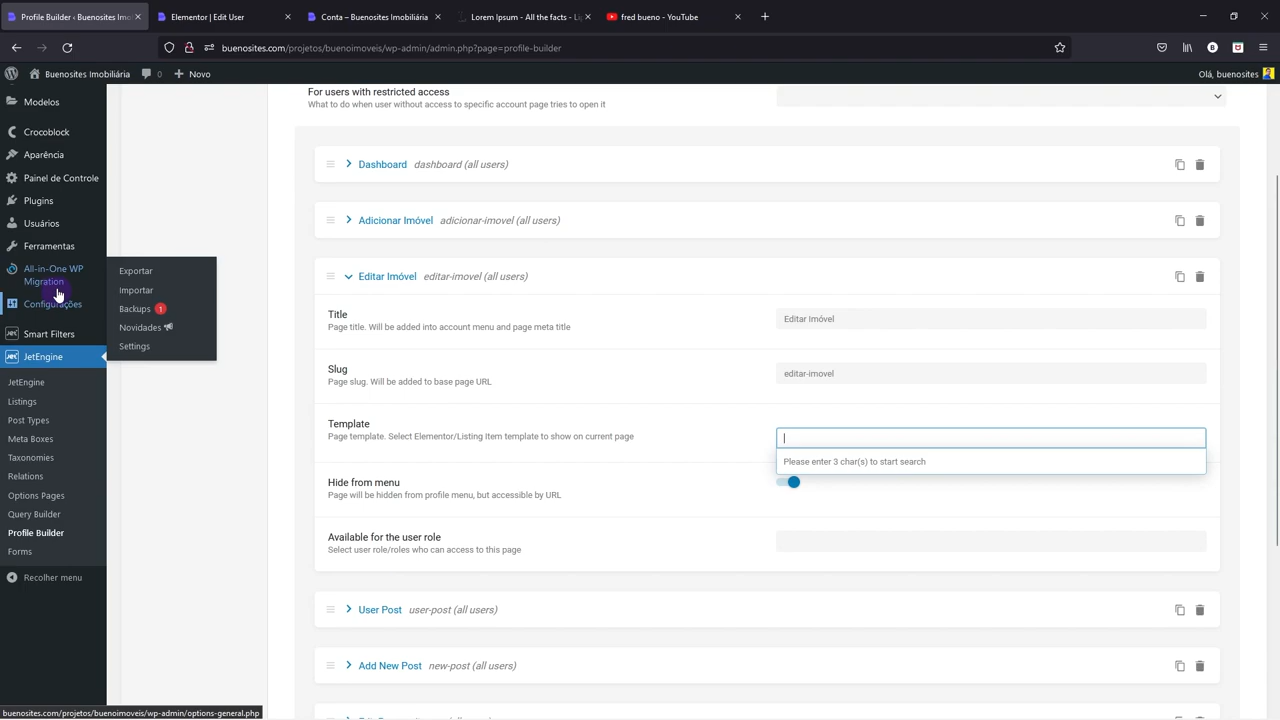 Profile Builder ‹ Buenosites Imo
Elementor | Edit User
Conta – Buenosites Imobiliária
Lorem Ipsum - All the facts - Li
fred bueno - YouTube
buenosites.com/projetos/buenoimoveis/wp-admin/admin.php?page=profile-builder
Buenosites Imobiliária
0
Novo
Olá, buenosites
Modelos
Crocoblock
Aparência
Painel de Controle
Plugins
Usuários
Ferramentas
All-in-One WP
Migration
Configurações
Smart Filters
JetEngine
JetEngine
Listings
Post Types
Meta Boxes
Taxonomies
Relations
Options Pages
Query Builder
Profile Builder
Forms
Recolher menu
Exportar
Importar
Backups 1
Novidades
Settings
For users with restricted access
What to do when user without access to specific account page tries to open it
Dashboard dashboard (all users)
Adicionar Imóvel adicionar-imovel (all users)
Editar Imóvel editar-imovel (all users)
Title
Page title. Will be added into account menu and page meta title
Editar Imóvel
Slug
Page slug. Will be added to base page URL
editar-imovel
Template
Page template. Select Elementor/Listing Item template to show on current page
Please enter 3 char(s) to start search
Hide from menu
Page will be hidden from profile menu, but accessible by URL
Available for the user role
Select user role/roles who can access to this page
User Post user-post (all users)
Add New Post new-post (all users)
buenosites.com/projetos/buenoimoveis/wp-admin/options-general.php